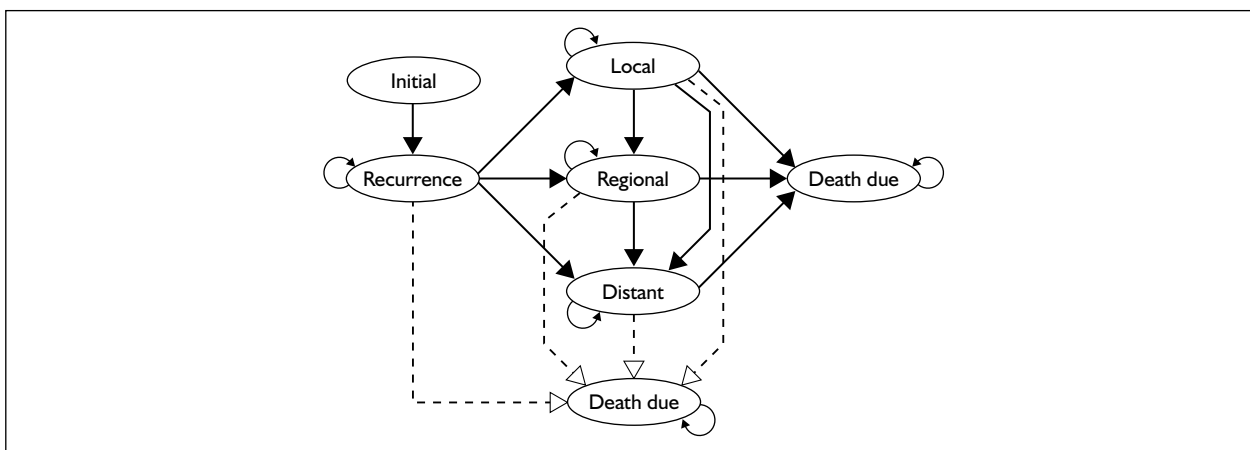 Local
Initial
Recurrence
Regional
Death due
Distant
Death due